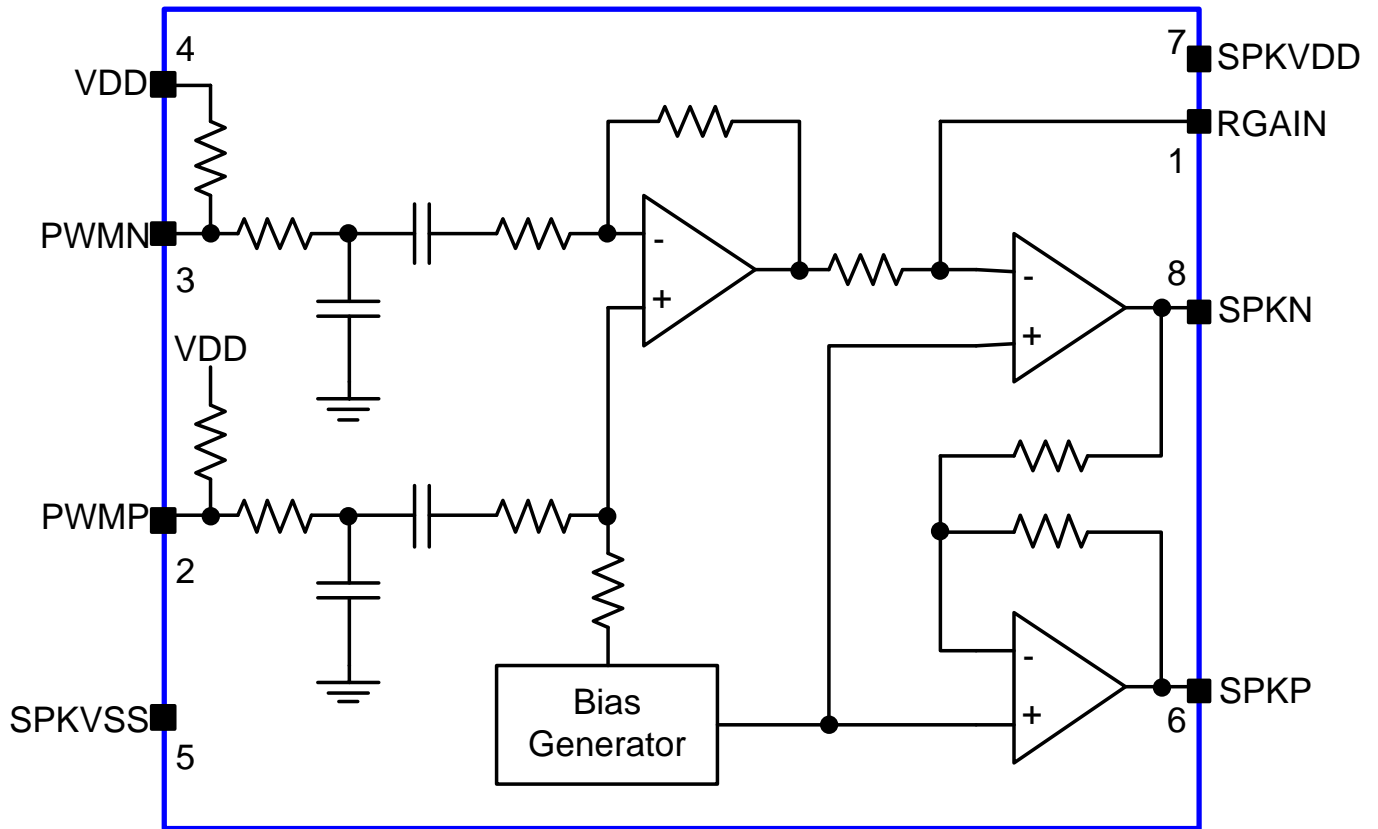 4
VDD
7
SPKVDD
RGAIN
1
PWMN
3
-
+
8
SPKN
-
+
VDD
PWMP
2
SPKVSS
5
Bias
Generator
-
+
SPKP
6